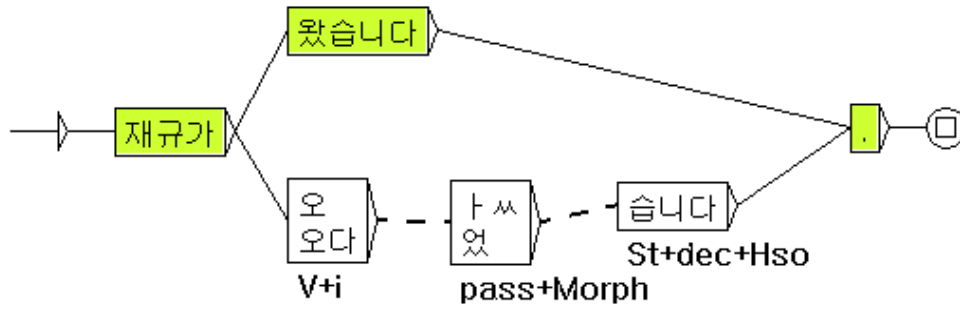 왔습니다
재규가
.
오
오다
ㅏㅆ
었
습니다
V+i
pass+Morph
St+dec+Hso